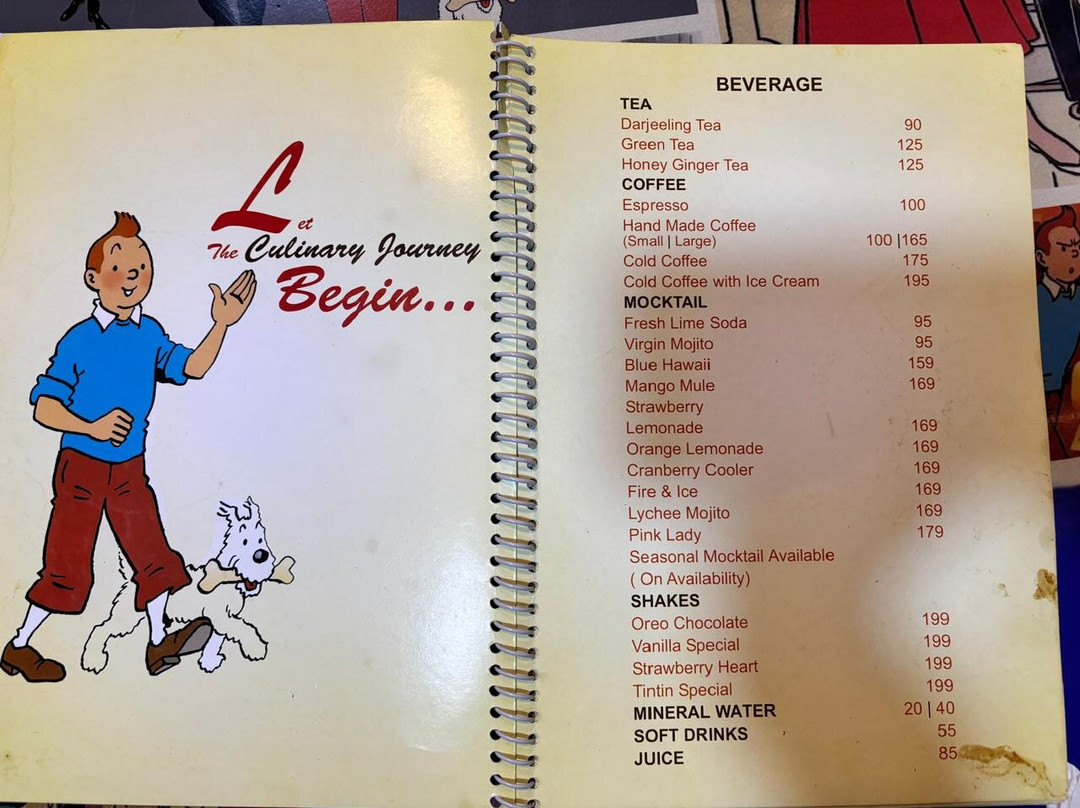 Let
The Culinary Journey
Begin...
BEVERAGE
TEA
Darjeeling Tea 90
Green Tea 125
Honey Ginger Tea 125
COFFEE
Espresso 100
Hand Made Coffee
(Small | Large) 100 |165
Cold Coffee 175
Cold Coffee with Ice Cream 195
MOCKTAIL
Fresh Lime Soda 95
Virgin Mojito 95
Blue Hawaii 159
Mango Mule 169
Strawberry
Lemonade 169
Orange Lemonade 169
Cranberry Cooler 169
Fire & Ice 169
Lychee Mojito 169
Pink Lady 179
Seasonal Mocktail Available
( On Availability)
SHAKES
Oreo Chocolate 199
Vanilla Special 199
Strawberry Heart 199
Tintin Special 199
MINERAL WATER 20 | 40
SOFT DRINKS 55
JUICE 85